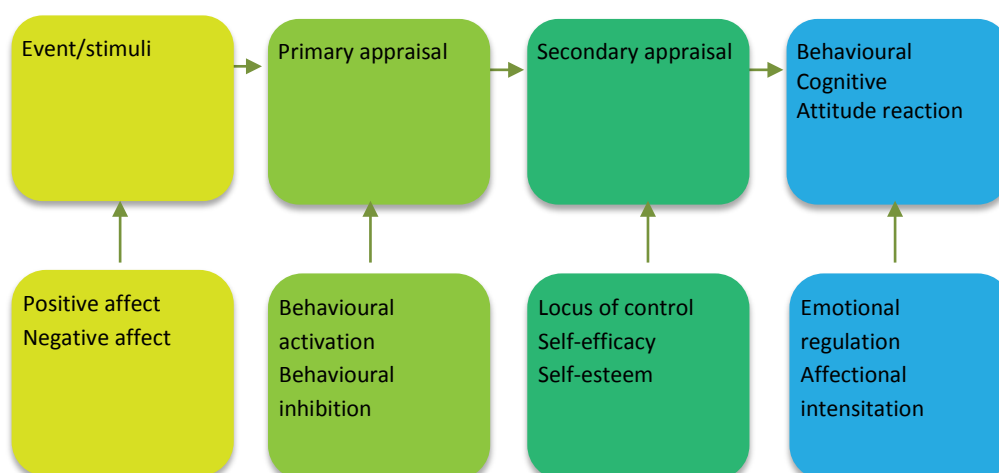 Event/stimuli
Primary appraisal
Secondary appraisal
Behavioural
Cognitive
Attitude reaction
Positive affect
Negative affect
Behavioural
activation
Behavioural
inhibition
Locus of control
Self-efficacy
Self-esteem
Emotional
regulation
Affectional
intensitation